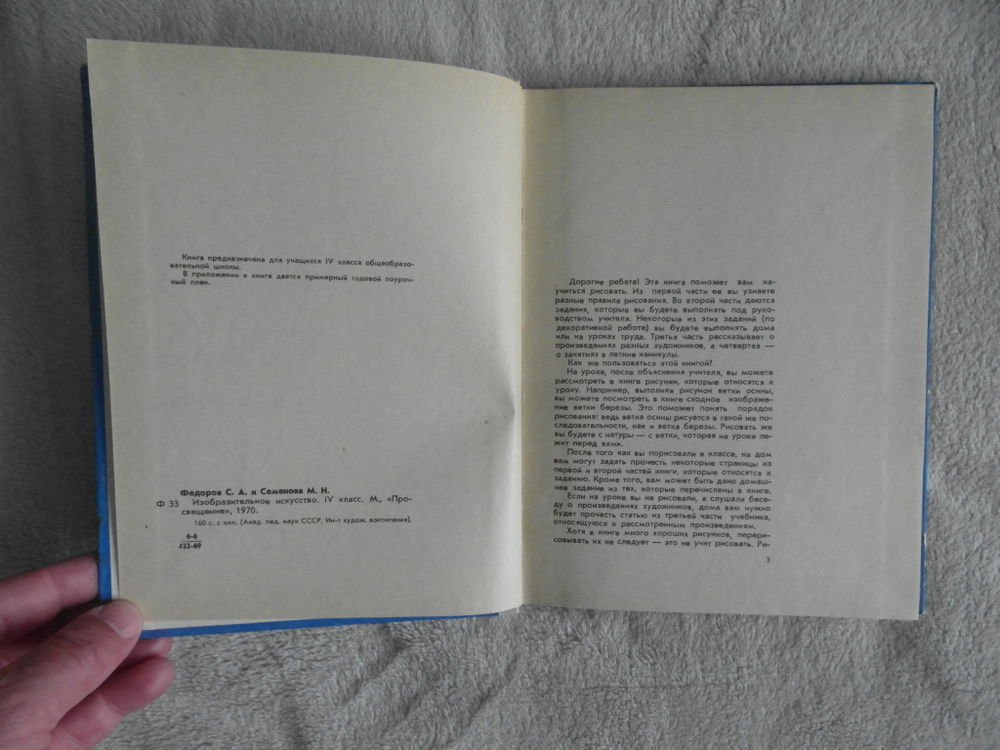 Книга предназначена для учащихся IV класса общеобразо-
вательной школы.
В приложении к книге дается примерный годовой поуроч-
ный план.
Федоров С. А. и Семенова М. Н.
Ф 33 Изобразительное искусство. IV класс. М., «Про-
свещение», 1970.
160 с. с илл. (Акад. пед. наук СССР. Ин-т худож. воспитания).
6-6
433-69
Дорогие ребята! Эта книга поможет вам на-
учиться рисовать. Из первой части ее вы узнаете
разные правила рисования. Во второй части даются
задания, которые вы будете выполнять под руко-
водством учителя. Некоторые из этих заданий (по
декоративной работе) вы будете выполнять дома
или на уроках труда. Третья часть рассказывает о
произведениях разных художников, а четвертая —
о занятиях в летние каникулы.
Как же пользоваться этой книгой?
На уроке, после объяснения учителя, вы можете
рассмотреть в книге рисунки, которые относятся к
уроку. Например, выполняя рисунок ветки осины,
вы можете посмотреть в книге сходное изображе-
ние ветки березы. Это поможет понять порядок
рисования: ведь ветка осины рисуется в такой же по-
следовательности, как и ветка березы. Рисовать же
вы будете с натуры — с ветки, которая на уроке ле-
жит перед вами.
После того как вы порисовали в классе, на дом
вам могут задать прочесть некоторые страницы из
первой и второй частей книги, которые относятся к
заданию. Кроме того, вам может быть дано домаш-
нее задание из тех, которые перечислены в книге.
Если на уроке вы не рисовали, а слушали бесе-
ду о произведениях художников, дома вам нужно
будет прочесть статью из третьей части учебника,
относящуюся к рассмотренным произведениям.
Хотя в книге много хороших рисунков, перери-
совывать их не следует — это не учит рисовать. Ри-
3